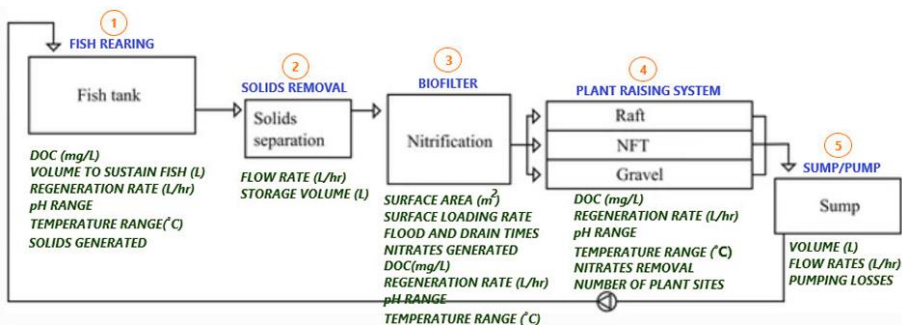 1
FISH REARING
Fish tank
DOC (mg/L)
VOLUME TO SUSTAIN FISH (L)
REGENERATION RATE (L/hr)
pH RANGE
TEMPERATURE RANGE(°C)
SOLIDS GENERATED
2
SOLIDS REMOVAL
Solids
separation
FLOW RATE (L/hr)
STORAGE VOLUME (L)
3
BIOFILTER
Nitrification
SURFACE AREA (m²)
SURFACE LOADING RATE
FLOOD AND DRAIN TIMES
NITRATES GENERATED
DOC(mg/L)
REGENERATION RATE (L/hr)
pH RANGE
TEMPERATURE RANGE (°C)
4
PLANT RAISING SYSTEM
Raft
NFT
Gravel
DOC (mg/L)
REGENERATION RATE (L/hr)
pH RANGE
TEMPERATURE RANGE (°C)
NITRATES REMOVAL
NUMBER OF PLANT SITES
5
SUMP/PUMP
Sump
VOLUME (L)
FLOW RATES (L/hr)
PUMPING LOSSES